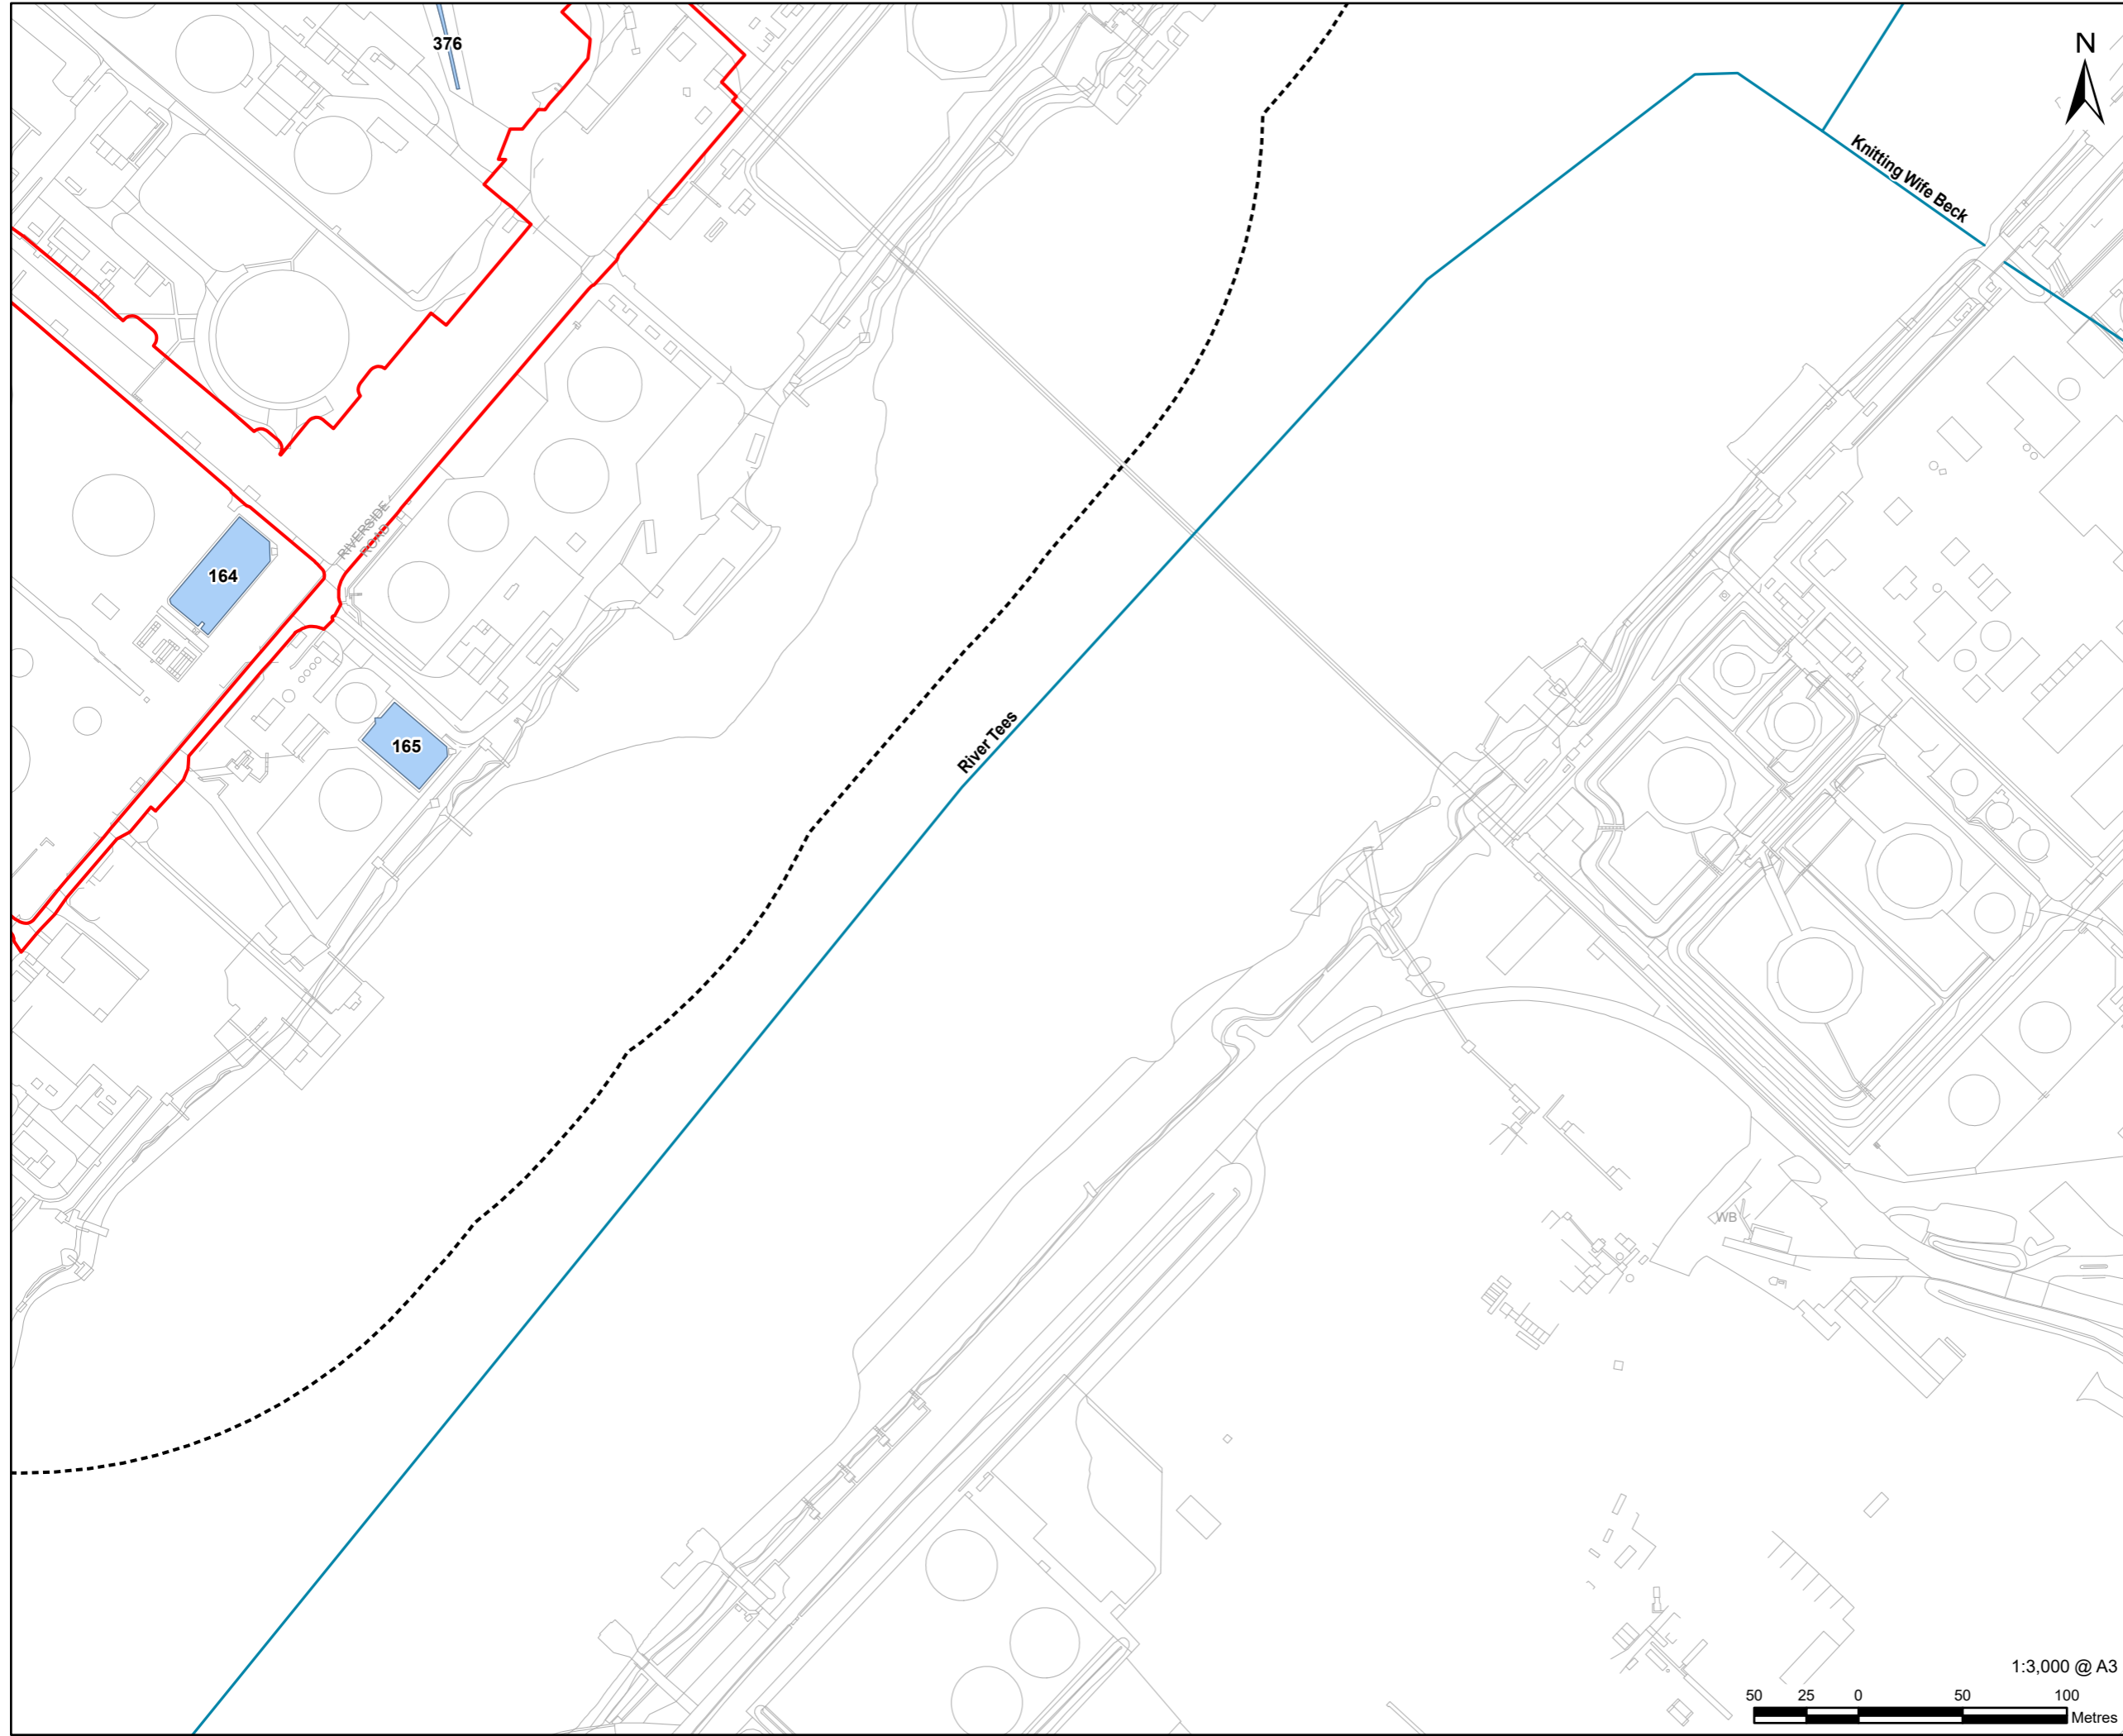 376
N
Knitting Wife Beck
RIVERSIDE
ROAD
164
River Tees
165
WB
1:3,000 @ A3
50 25 0 50 100
Metres